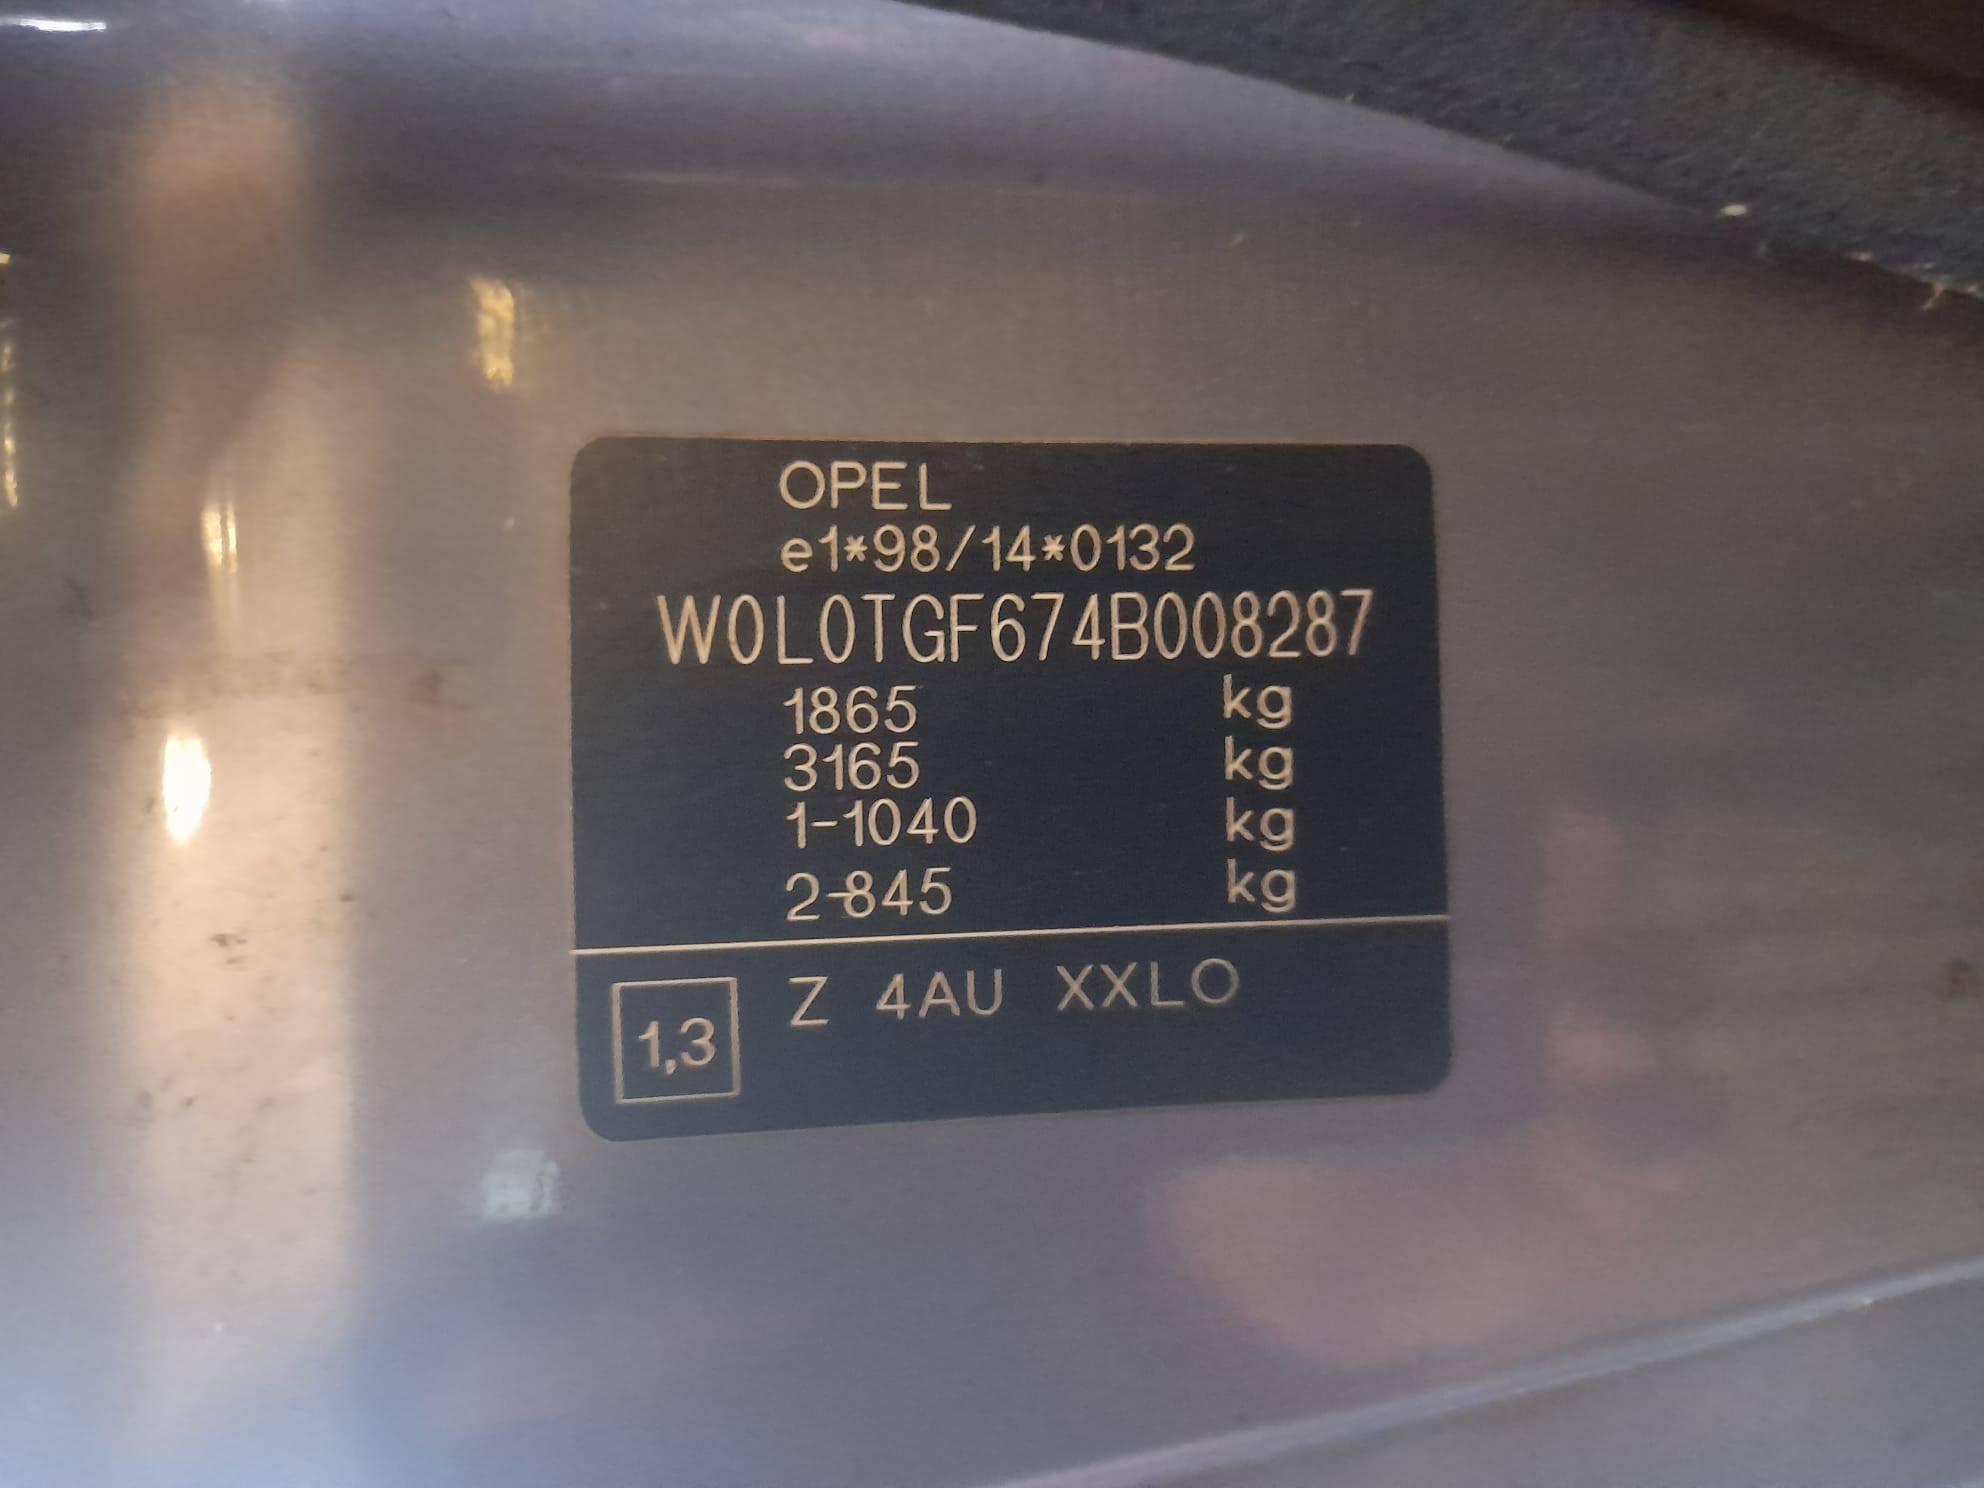 OPEL
e1*98/14*0132
W0L0TGF674B008287
1865 kg
3165 kg
1-1040 kg
2-845 kg
1,3 Z 4AU XXLO